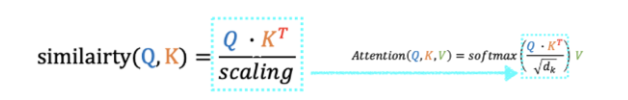 similairty(Q, K) = Q · K^T / scaling
Attention(Q, K, V) = softmax(Q · K^T / √d_k) V